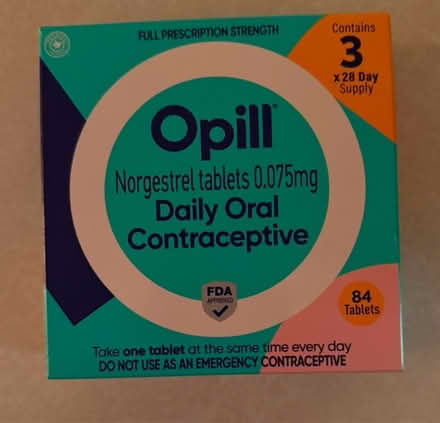 FULL PRESCRIPTION STRENGTH
Contains
3
x 28 Day
Supply
Opill®
Norgestrel tablets 0.075mg
Daily Oral
Contraceptive
FDA
APPROVED
84
Tablets
Take one tablet at the same time every day
DO NOT USE AS AN EMERGENCY CONTRACEPTIVE